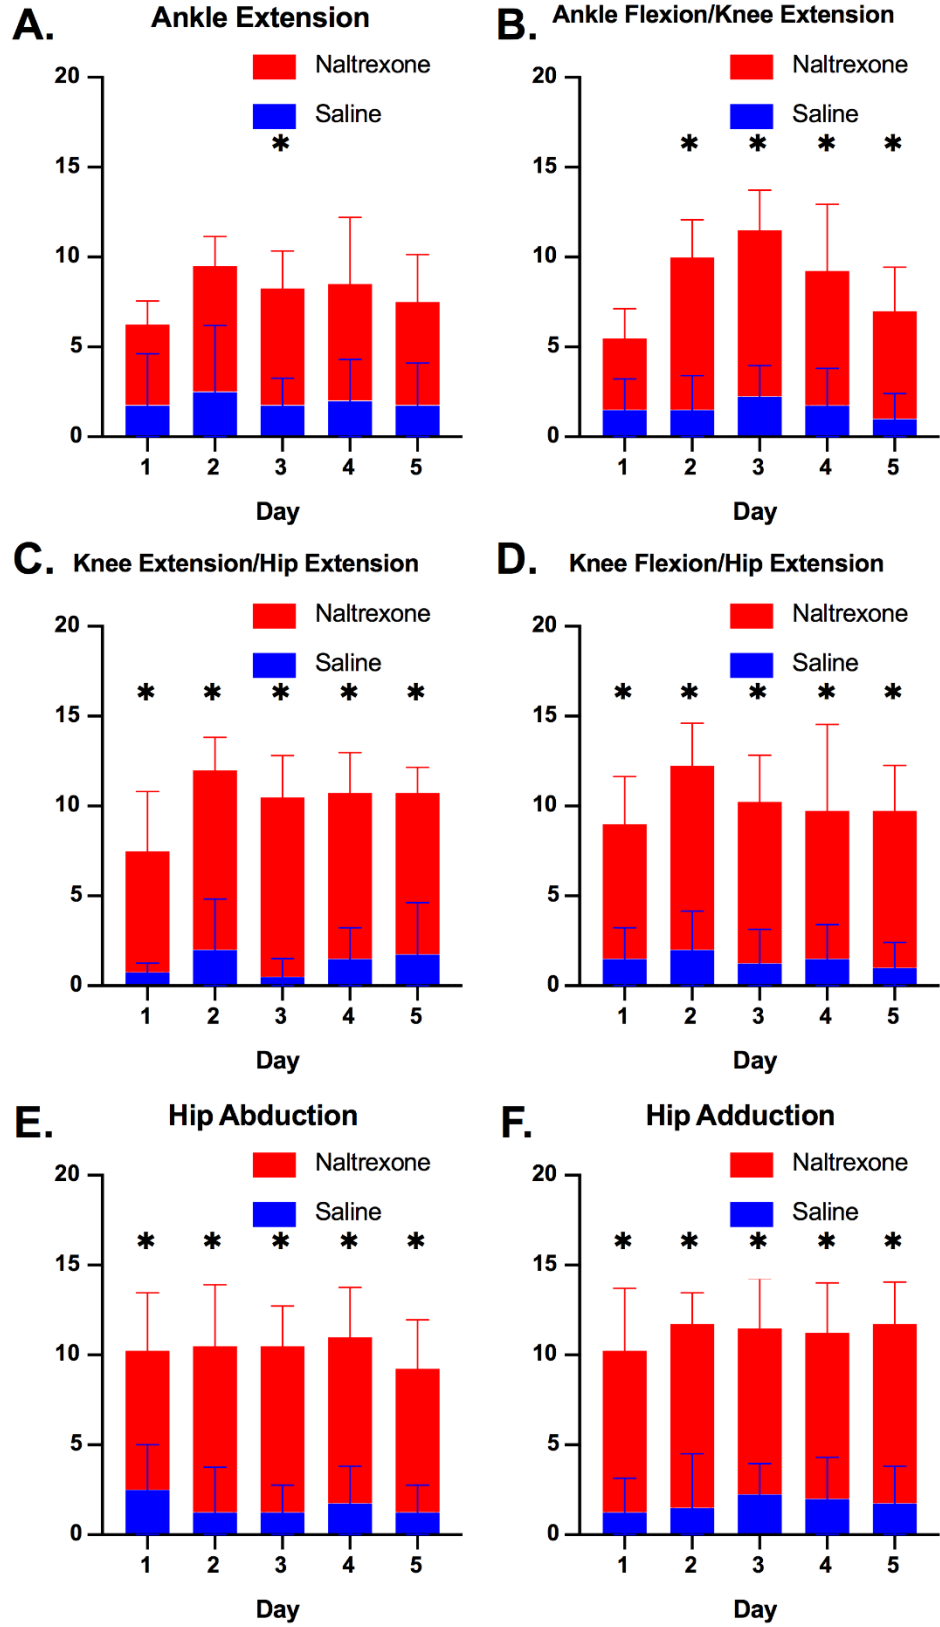 A. Ankle Extension
Naltrexone
Saline
20
15
10
5
0
*
1 2 3 4 5
Day
B. Ankle Flexion/Knee Extension
Naltrexone
Saline
20
15
10
5
0
* * * *
1 2 3 4 5
Day
C. Knee Extension/Hip Extension
Naltrexone
Saline
20
15
10
5
0
* * * * *
1 2 3 4 5
Day
D. Knee Flexion/Hip Extension
Naltrexone
Saline
20
15
10
5
0
* * * * *
1 2 3 4 5
Day
E. Hip Abduction
Naltrexone
Saline
20
15
10
5
0
* * * * *
1 2 3 4 5
Day
F. Hip Adduction
Naltrexone
Saline
20
15
10
5
0
* * * * *
1 2 3 4 5
Day